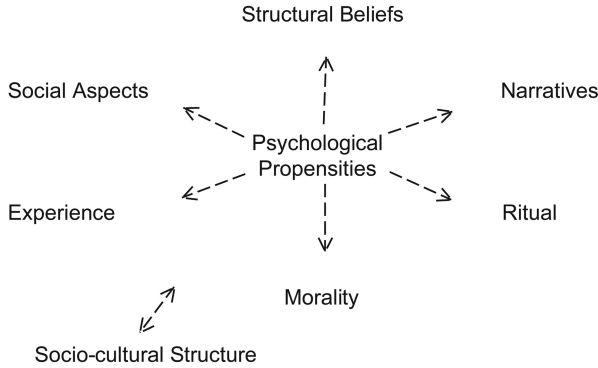 Structural Beliefs
Social Aspects
Narratives
Psychological
Propensities
Experience
Ritual
Morality
Socio-cultural Structure